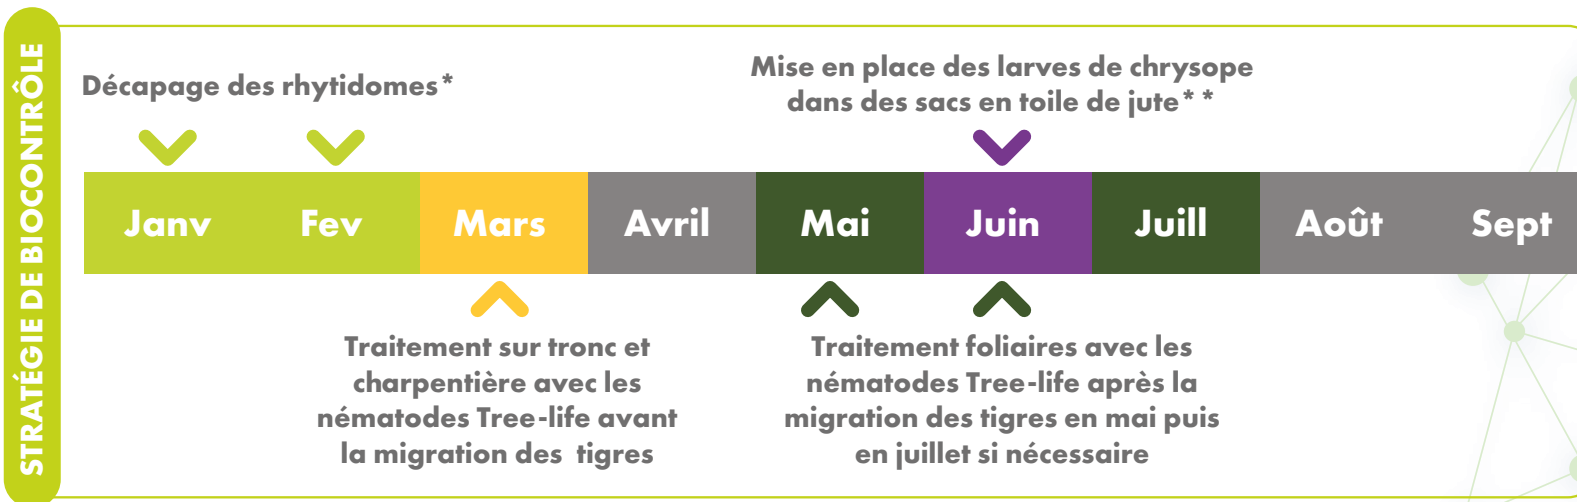 STRATÉGIE DE BIOCONTRÔLE
Décapage des rhytidomes*
Mise en place des larves de chrysope
dans des sacs en toile de jute**
Janv Fev Mars Avril Mai Juin Juill Août Sept
Traitement sur tronc et
charpentière avec les
nématodes Tree-life avant
la migration des tigres
Traitement foliaires avec les
nématodes Tree-life après la
migration des tigres en mai puis
en juillet si nécessaire